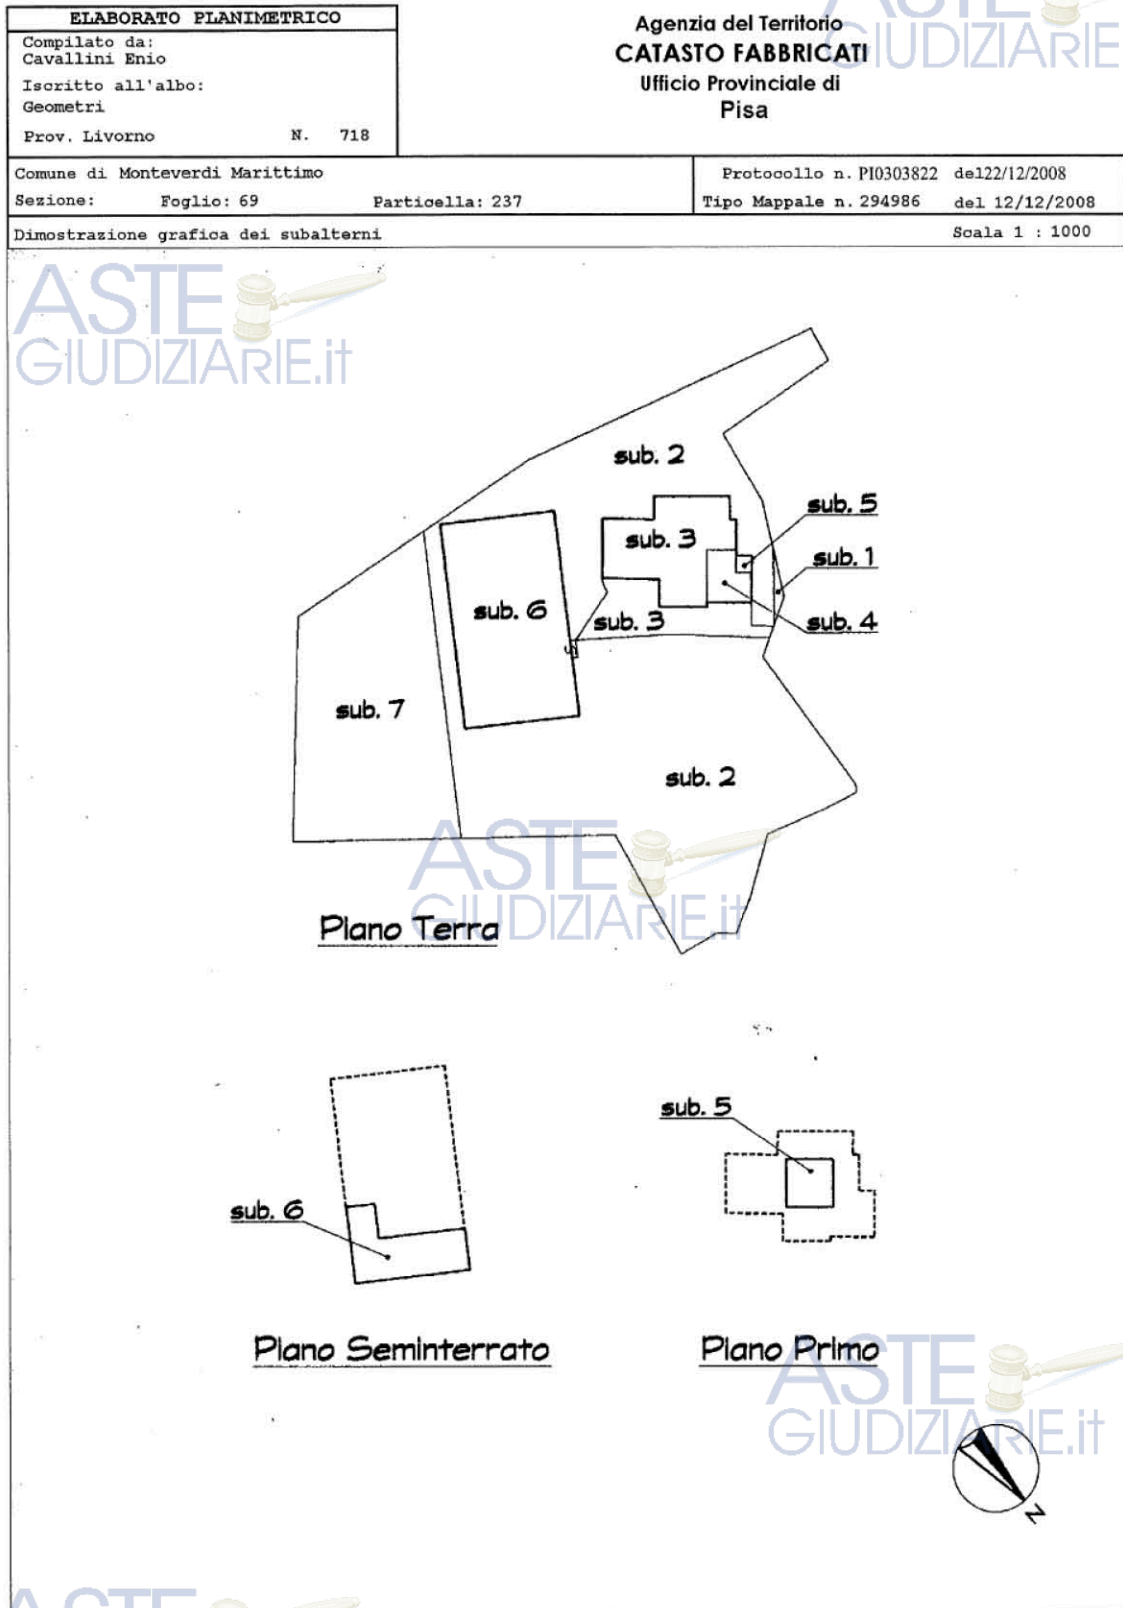 ELABORATO PLANIMETRICO
Compilato da:
Cavallini Enio
Iscritto all'albo:
Geometri
Prov. Livorno N. 718
Agenzia del Territorio
CATASTO FABBRICATI
Ufficio Provinciale di
Pisa
Comune di Monteverdi Marittimo
Sezione: Foglio: 69 Particella: 237
Protocollo n. PI0303822 del22/12/2008
Tipo Mappale n. 294986 del 12/12/2008
Dimostrazione grafica dei subalterni
Scala 1 : 1000
ASTE
GIUDIZIARIE
ASTE
GIUDIZIARIE.it
sub. 2
sub. 5
sub. 3
sub. 1
sub. 6
sub. 3
sub. 4
sub. 7
sub. 2
ASTE
GIUDIZIARIE.it
Piano Terra
sub. 5
sub. 6
Piano Seminterrato
Piano Primo
ASTE
GIUDIZIARIE.it
N
ASTE